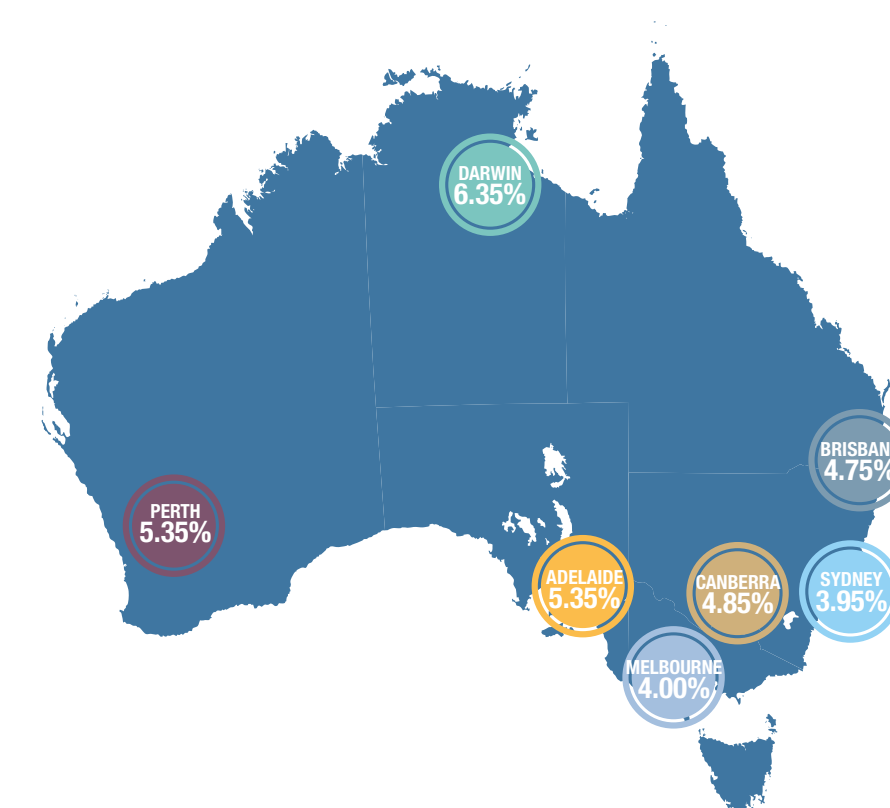 DARWIN
6.35%
BRISBAN
4.75%
PERTH
5.35%
ADELAIDE
5.35%
CANBERRA
4.85%
SYDNEY
3.95%
MELBOURNE
4.00%